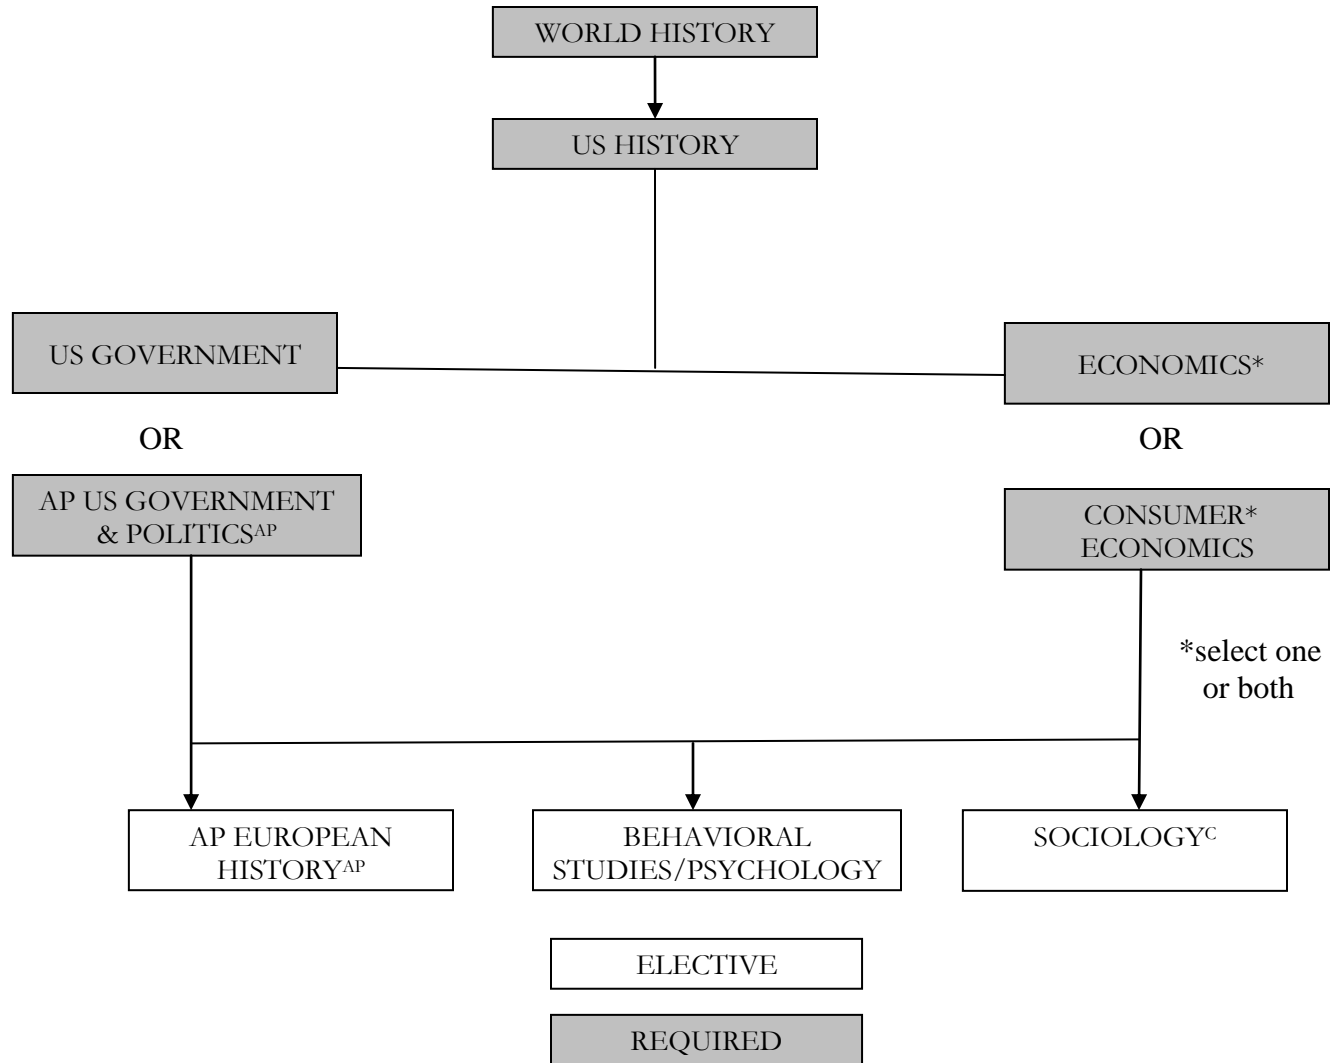 WORLD HISTORY
US HISTORY
US GOVERNMENT
ECONOMICS*
OR
OR
AP US GOVERNMENT
& POLITICSᴬᴾ
CONSUMER*
ECONOMICS
*select one
or both
AP EUROPEAN
HISTORYᴬᴾ
BEHAVIORAL
STUDIES/PSYCHOLOGY
SOCIOLOGYᶜ
ELECTIVE
REQUIRED